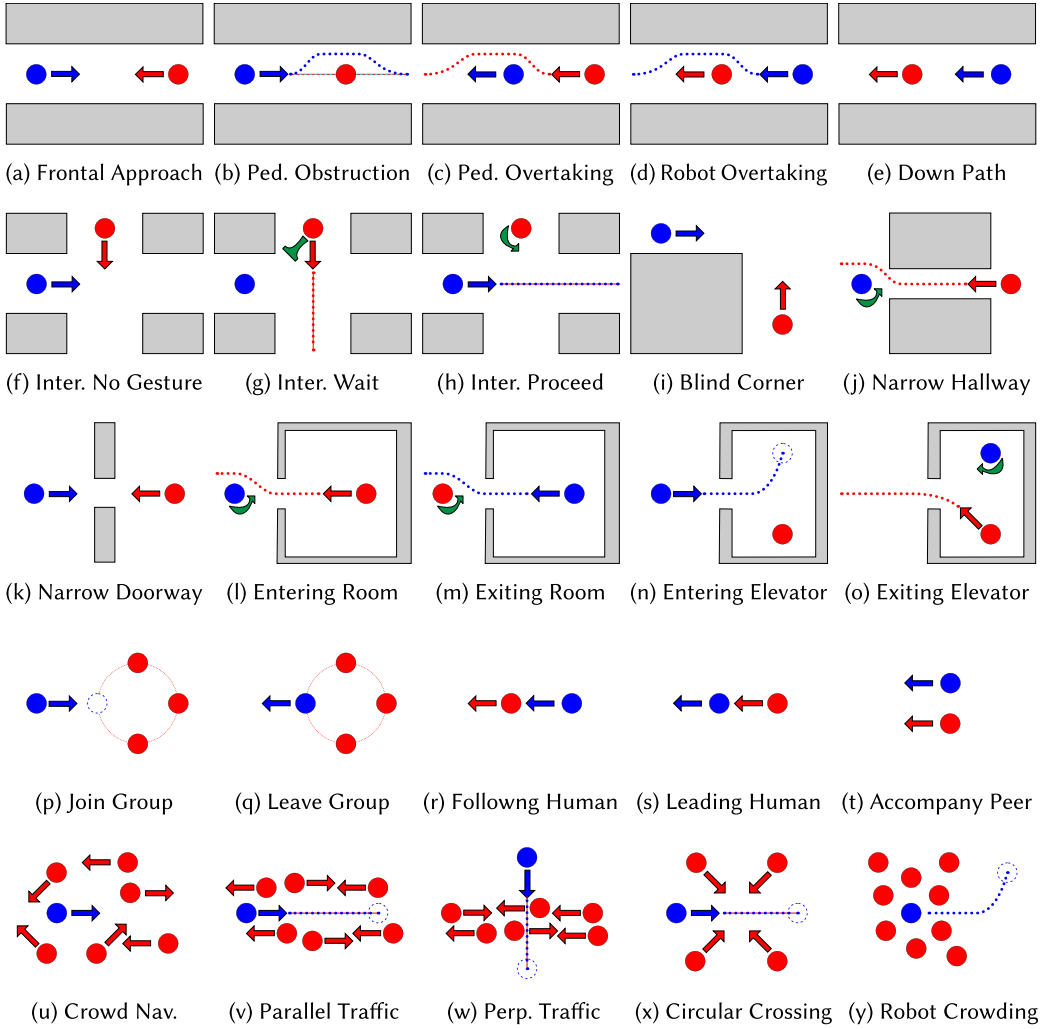 (a) Frontal Approach
(b) Ped. Obstruction
(c) Ped. Overtaking
(d) Robot Overtaking
(e) Down Path
(f) Inter. No Gesture
(g) Inter. Wait
(h) Inter. Proceed
(i) Blind Corner
(j) Narrow Hallway
(k) Narrow Doorway
(l) Entering Room
(m) Exiting Room
(n) Entering Elevator
(o) Exiting Elevator
(p) Join Group
(q) Leave Group
(r) Followng Human
(s) Leading Human
(t) Accompany Peer
(u) Crowd Nav.
(v) Parallel Traffic
(w) Perp. Traffic
(x) Circular Crossing
(y) Robot Crowding